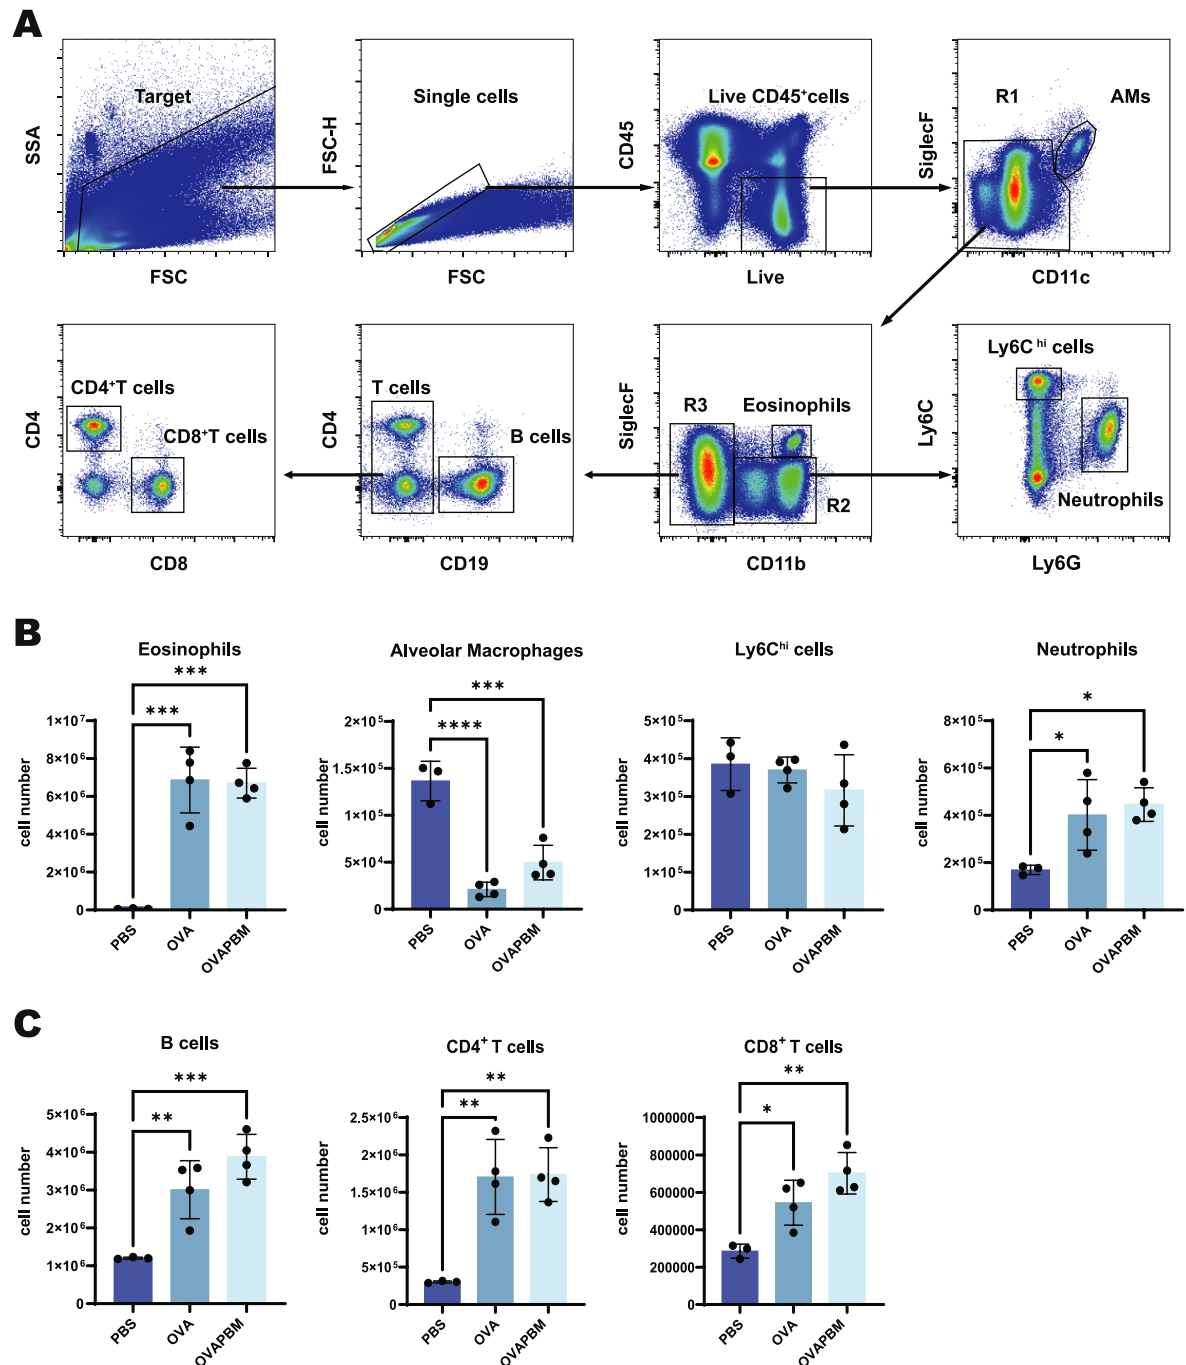 A
SSA
Target
FSC
FSC-H
Single cells
FSC
CD45
Live CD45⁺cells
Live
SiglecF
R1
AMs
CD11c
CD4
CD4⁺T cells
CD8⁺T cells
CD8
CD4
T cells
B cells
CD19
SiglecF
R3
Eosinophils
R2
CD11b
Ly6C
Ly6C hi cells
Neutrophils
Ly6G
B
Eosinophils
***
***
cell number
1×10⁷
8×10⁶
6×10⁶
4×10⁶
2×10⁶
0
PBS
OVA
OVAPBM
Alveolar Macrophages
***
****
cell number
2×10⁵
1.5×10⁵
1×10⁵
5×10⁴
0
PBS
OVA
OVAPBM
Ly6Chi cells
cell number
5×10⁵
4×10⁵
3×10⁵
2×10⁵
1×10⁵
0
PBS
OVA
OVAPBM
Neutrophils
*
*
cell number
8×10⁵
6×10⁵
4×10⁵
2×10⁵
0
PBS
OVA
OVAPBM
C
B cells
***
**
cell number
5×10⁶
4×10⁶
3×10⁶
2×10⁶
1×10⁶
0
PBS
OVA
OVAPBM
CD4⁺ T cells
**
**
cell number
2.5×10⁶
2×10⁶
1.5×10⁶
1×10⁶
5×10⁵
0
PBS
OVA
OVAPBM
CD8⁺ T cells
**
*
cell number
1000000
800000
600000
400000
200000
0
PBS
OVA
OVAPBM